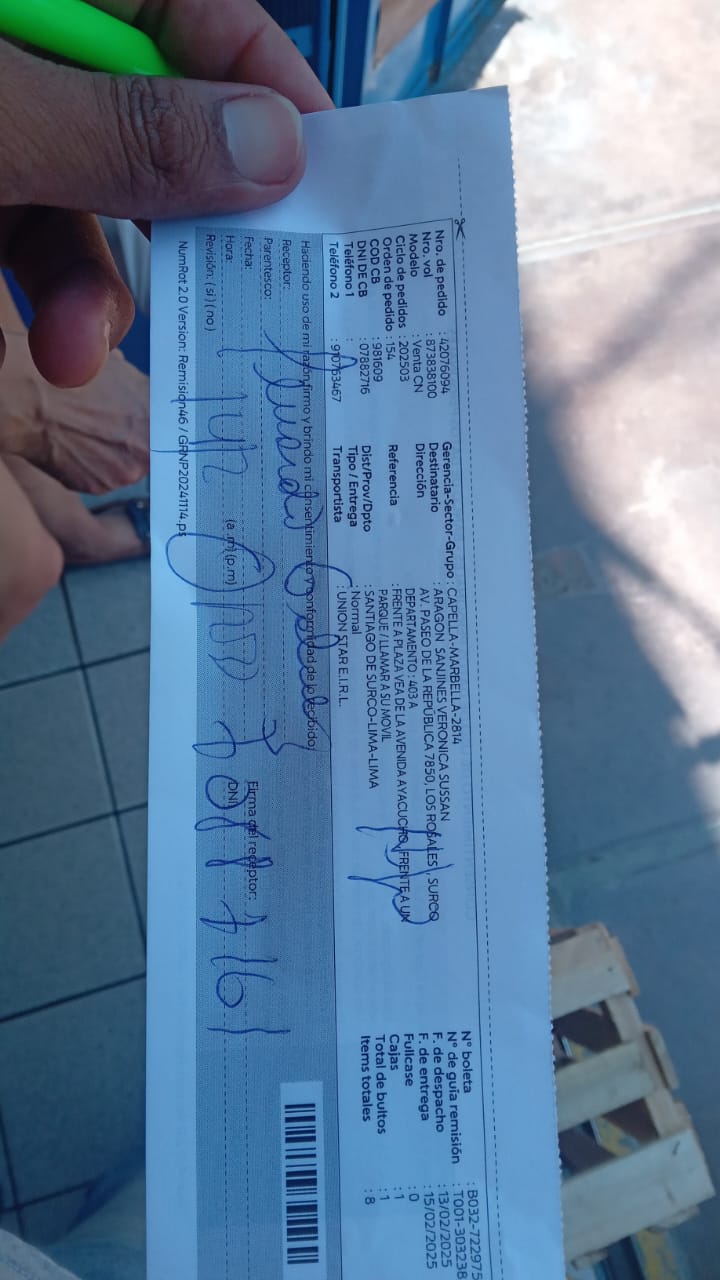 Nro. de pedido : 42076094
Nro. vol : 873838100
Modelo : Venta CN
Ciclo de pedidos : 202503
Orden de pedido : 154
COD CB : 981609
DNI DE CB : 07882716
Teléfono 1 :
Teléfono 2 : 910763467
Gerencia-Sector-Grupo : CAPELLA-MARBELLA-2814
Destinatario : ARAGON SANJINES VERONICA SUSSAN
Dirección : AV. PASEO DE LA REPÚBLICA 7850, LOS ROSALES, SURCO
DEPARTAMENTO : 403 A
Referencia : FRENTE A PLAZA VEA DE LA AVENIDA AYACUCHO, FRENTE A UN
PARQUE / LLAMAR A SU MOVIL
Dist/Prov/Dpto : SANTIAGO DE SURCO-LIMA-LIMA
Tipo / Entrega : Normal
Transportista : UNION STAR E.I.R.L.
N° boleta : B032-722975
N° de guía remisión : T001-303238
F. de despacho : 13/02/2025
F. de entrega : 15/02/2025
Fullcase : 0
Cajas : 1
Total de bultos : 1
Items totales : 8
Haciendo uso de mi razón, firmo y brindo mi consentimiento y conformidad de lo recibido,
Receptor:
Parentesco:
Fecha:
Firma del receptor:
Hora: (a .m) (p.m) DNI:
Revisión: ( si ) ( no )
NumRot 2.0 Version: Remision46 / GRNP20241114.ps